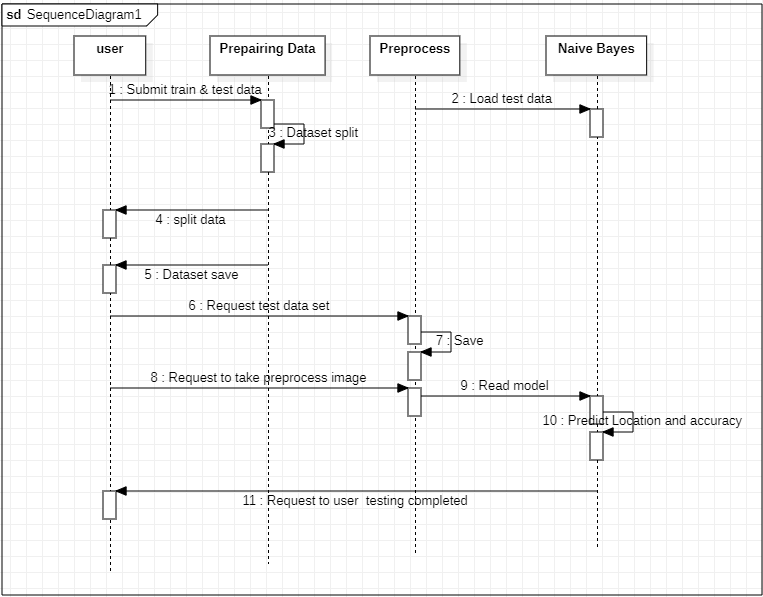 sd SequenceDiagram1
user
Prepairing Data
Preprocess
Naive Bayes
1 : Submit train & test data
2 : Load test data
3 : Dataset split
4 : split data
5 : Dataset save
6 : Request test data set
7 : Save
8 : Request to take preprocess image
9 : Read model
10 : Predict Location and accuracy
11 : Request to user  testing completed